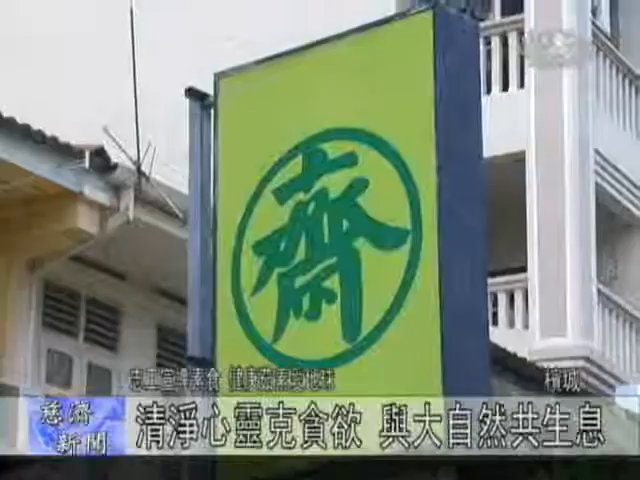 齋
檳城
慈濟
新聞
清淨心靈克貪欲 與大自然共生息